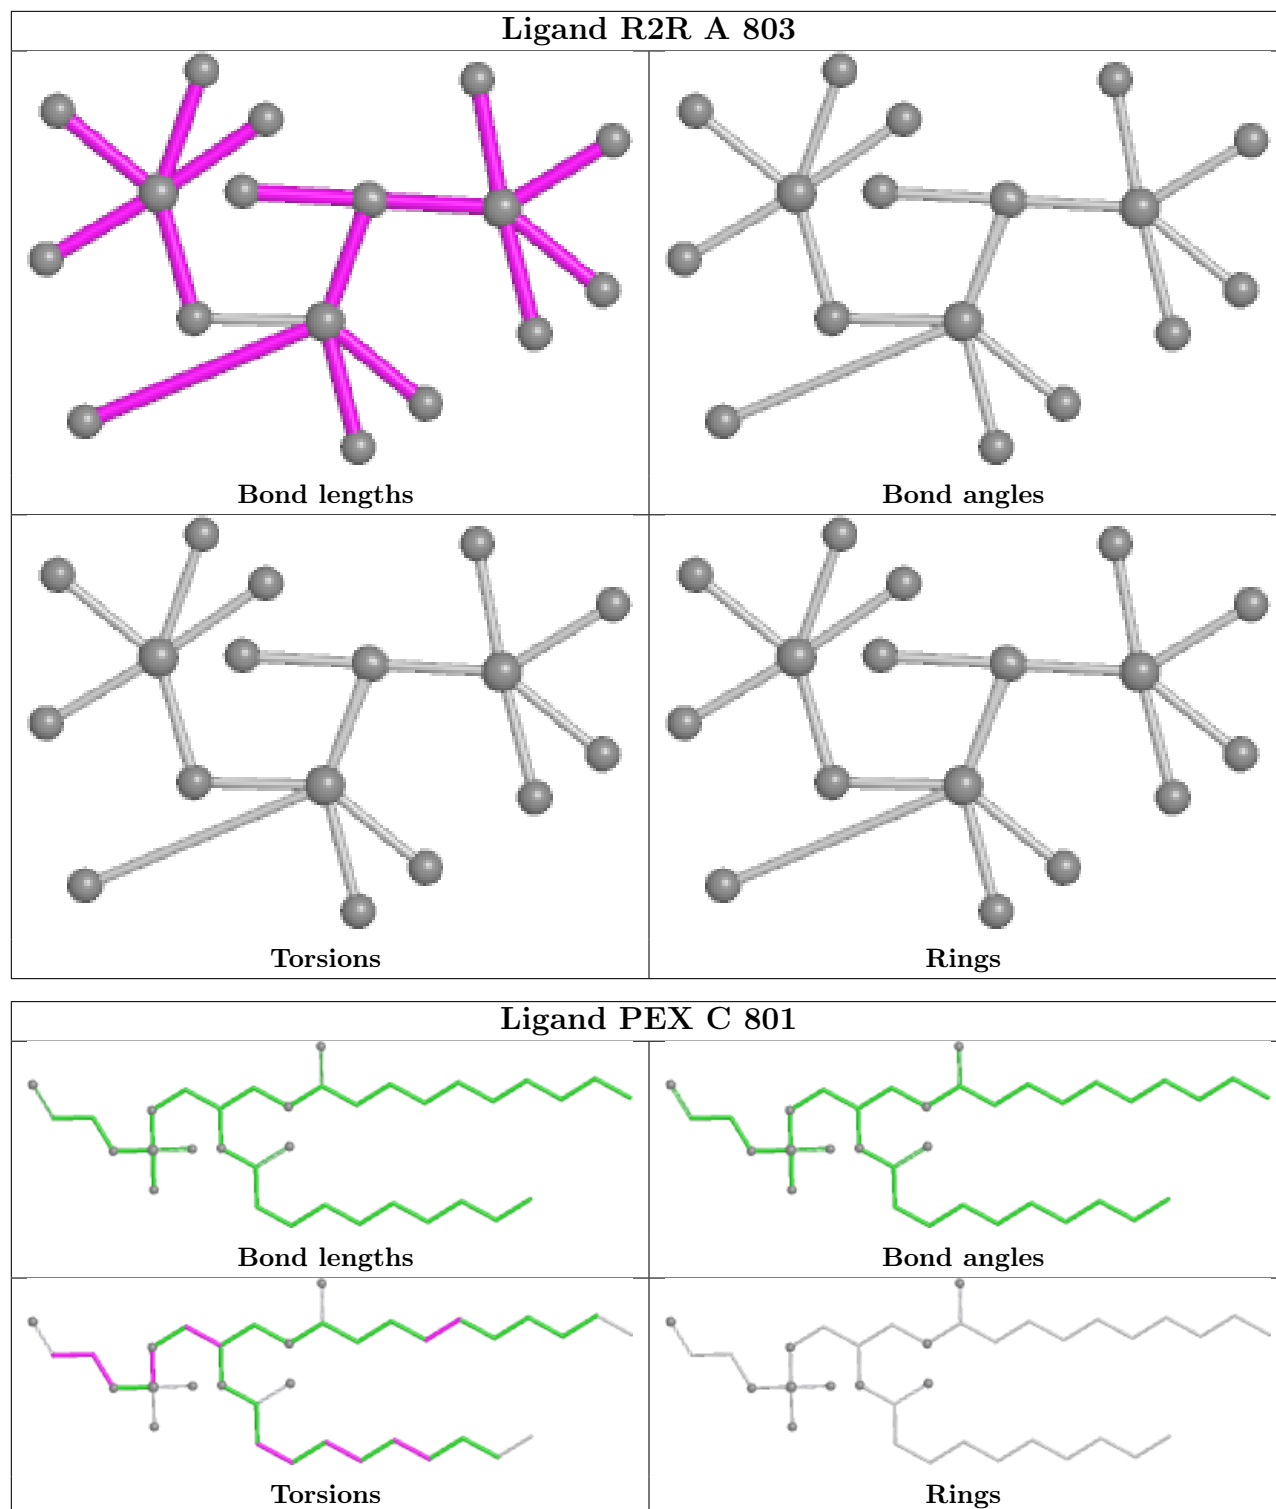 Ligand R2R A 803
Bond lengths
Bond angles
Torsions
Rings
Ligand PEX C 801
Bond lengths
Bond angles
Torsions
Rings